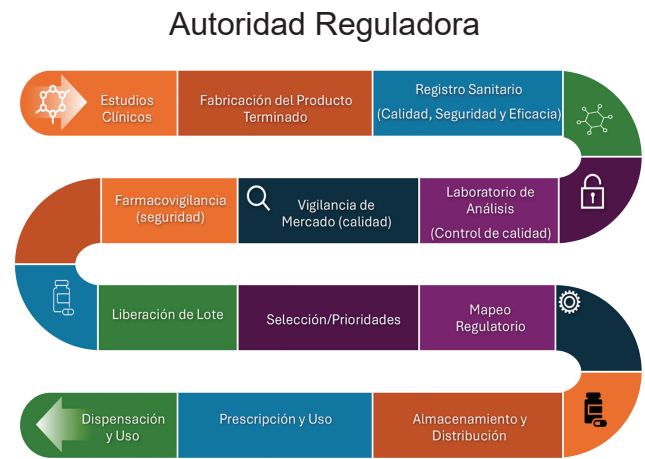 Autoridad Reguladora
Estudios
Clínicos
Fabricación del Producto
Terminado
Registro Sanitario
(Calidad, Seguridad y Eficacia)
Farmacovigilancia
(seguridad)
Vigilancia de
Mercado (calidad)
Laboratorio de
Análisis
(Control de calidad)
Liberación de Lote
Selección/Prioridades
Mapeo
Regulatorio
Dispensación
y Uso
Prescripción y Uso
Almacenamiento y
Distribución